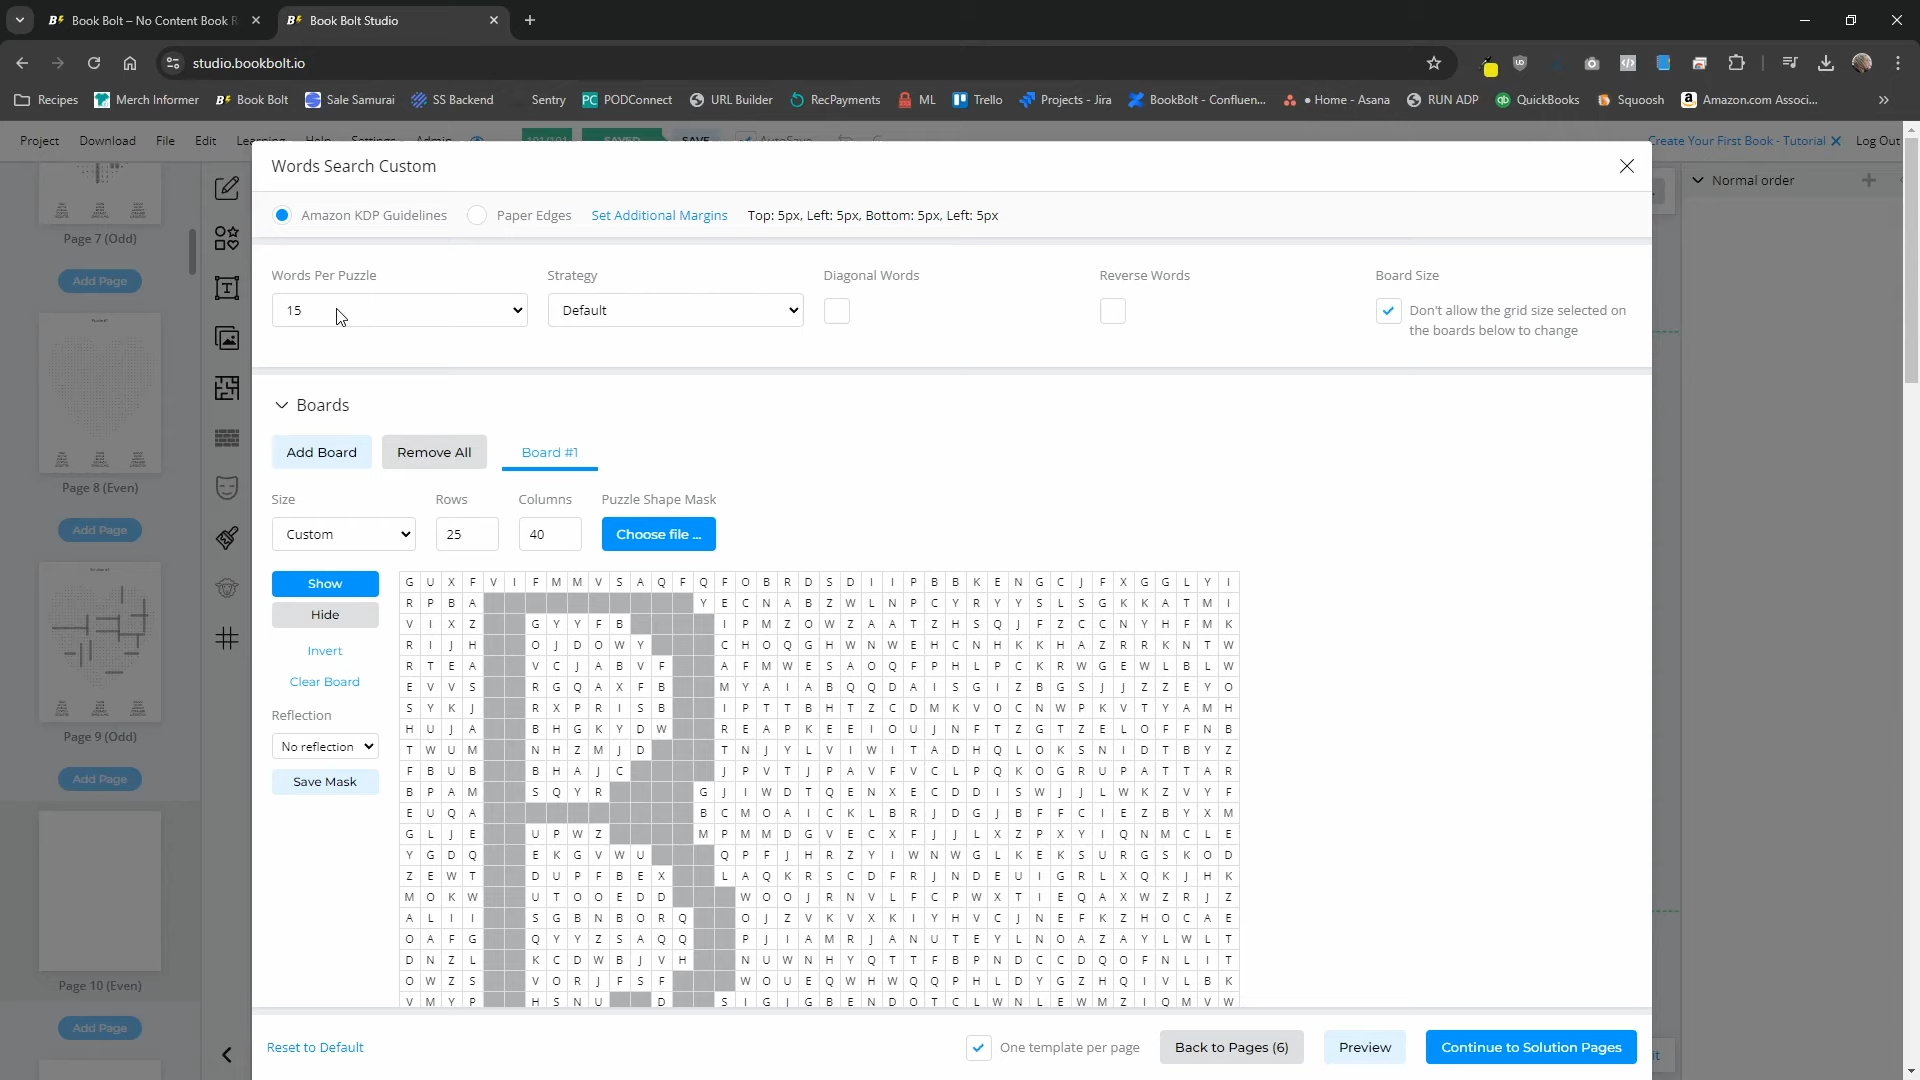 Book Bolt – No Content Book R
Book Bolt Studio
studio.bookbolt.io
Recipes
Merch Informer
Book Bolt
Sale Samurai
SS Backend
Sentry
PODConnect
URL Builder
RecPayments
ML
Trello
Projects - Jira
BookBolt - Confluen...
Home - Asana
RUN ADP
QuickBooks
Squoosh
Amazon.com Associ...
Project
Download
File
Edit
Create Your First Book - Tutorial
Log Out
Words Search Custom
Normal order
Amazon KDP Guidelines
Paper Edges
Set Additional Margins
Top: 5px, Left: 5px, Bottom: 5px, Left: 5px
Page 7 (Odd)
Add Page
Words Per Puzzle
Strategy
Diagonal Words
Reverse Words
Board Size
15
Default
Don't allow the grid size selected on
the boards below to change
Boards
Add Board
Remove All
Board #1
Size
Rows
Columns
Puzzle Shape Mask
Custom
25
40
Choose file ...
Page 8 (Even)
Add Page
Show
Hide
Invert
Clear Board
Reflection
No reflection
Save Mask
G U X F V I F M M V S A Q F Q F O B R D S D I I P B B K E N G C J F X G G L Y I
R P B A Y E C N A B Z W L N P C Y R Y Y S L S G K K A T M I
V I X Z G Y Y F B I P M Z O W Z A A T Z H S Q J F Z C C N Y H F M K
R I J H O J D O W Y C H O Q G H W N W E H C N H K K H A Z R R K N T W
R T E A V C J A B V F A F M W E S A O Q F P H L P C K R W G E W L B L W
E V V S R G Q A X F B M Y A I A B Q Q D A I S G I Z B G S J J Z Z E Y O
S Y K J R X P R I S B I P T T B H T Z C D M K V O C N W P K V T Y A M H
H U J A B H G K Y D W R E A P K E E I O U J N F T Z G T Z E L O F F N B
T W U M N H Z M J D T N J Y L V I W I T A D H Q L O K S N I D T B Y Z
F B U B B H A J C J P V T J P A V F V C L P Q K O G R U P A T T A R
B P A M S Q Y R G J I W D T Q E N X E C D D I S W J J L W K Z V Y F
E U Q A B C M O A I C K L B R J D G J B F F C I E Z B Y X M
G L J E U P W Z M P M M D G V E C X F J J L X Z P X Y I Q N M C L E
Y G D Q E K G V W U Q P F J H R Z Y I W N W G L K E K S U R G S K O D
Z E W T D U P F B E X L A Q K R S C D F R J N D E U I G R L X Q K J H K
M O K W U T O O E D D W O O J R N V L F C P W X T I E Q A X W Z R J Z
A L I I S G B N B O R Q O J Z V K V X K I Y H V C J N E F K Z H O C A E
O A F G Q Y Y Z S A Q Q P J I A M R J A N U T E Y L N O A Z A Y L W L T
D N Z L K C D W B J V H N U W N H Y Q T T F B P N D C C D Q O F N L I T
O W Z S V O R J F S F W O U E Q W H W Q Q P H L D Y G Z H Q I V L B K
V M Y P H S N U D S I G J G B E N D O T C L W N L E W M Z I Q M V W
Page 9 (Odd)
Add Page
Page 10 (Even)
Add Page
Reset to Default
One template per page
Back to Pages (6)
Preview
Continue to Solution Pages